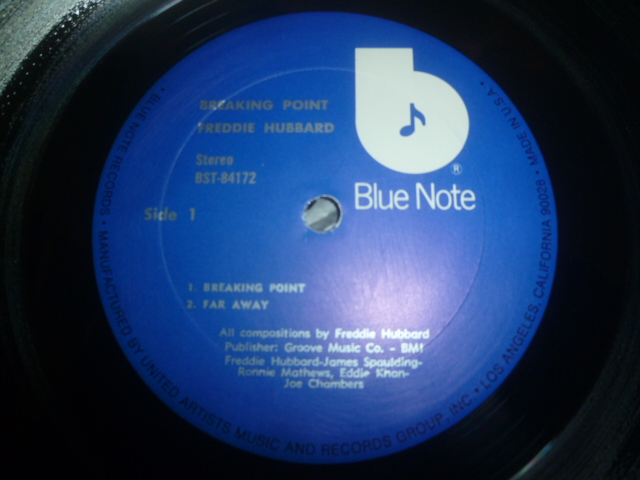 BREAKING POINT
FREDDIE HUBBARD
Stereo
BST-84172
Side 1
®
Blue Note
1. BREAKING POINT
2. FAR AWAY
All compositions by Freddie Hubbard
Publisher: Groove Music Co. - BMI
Freddie Hubbard-James Spaulding-
Ronnie Mathews, Eddie Khan-
Joe Chambers
• BLUE NOTE RECORDS • MANUFACTURED BY UNITED ARTISTS MUSIC AND RECORDS GROUP, INC • LOS ANGELES, CALIFORNIA 90028 • MADE IN U.S.A. •